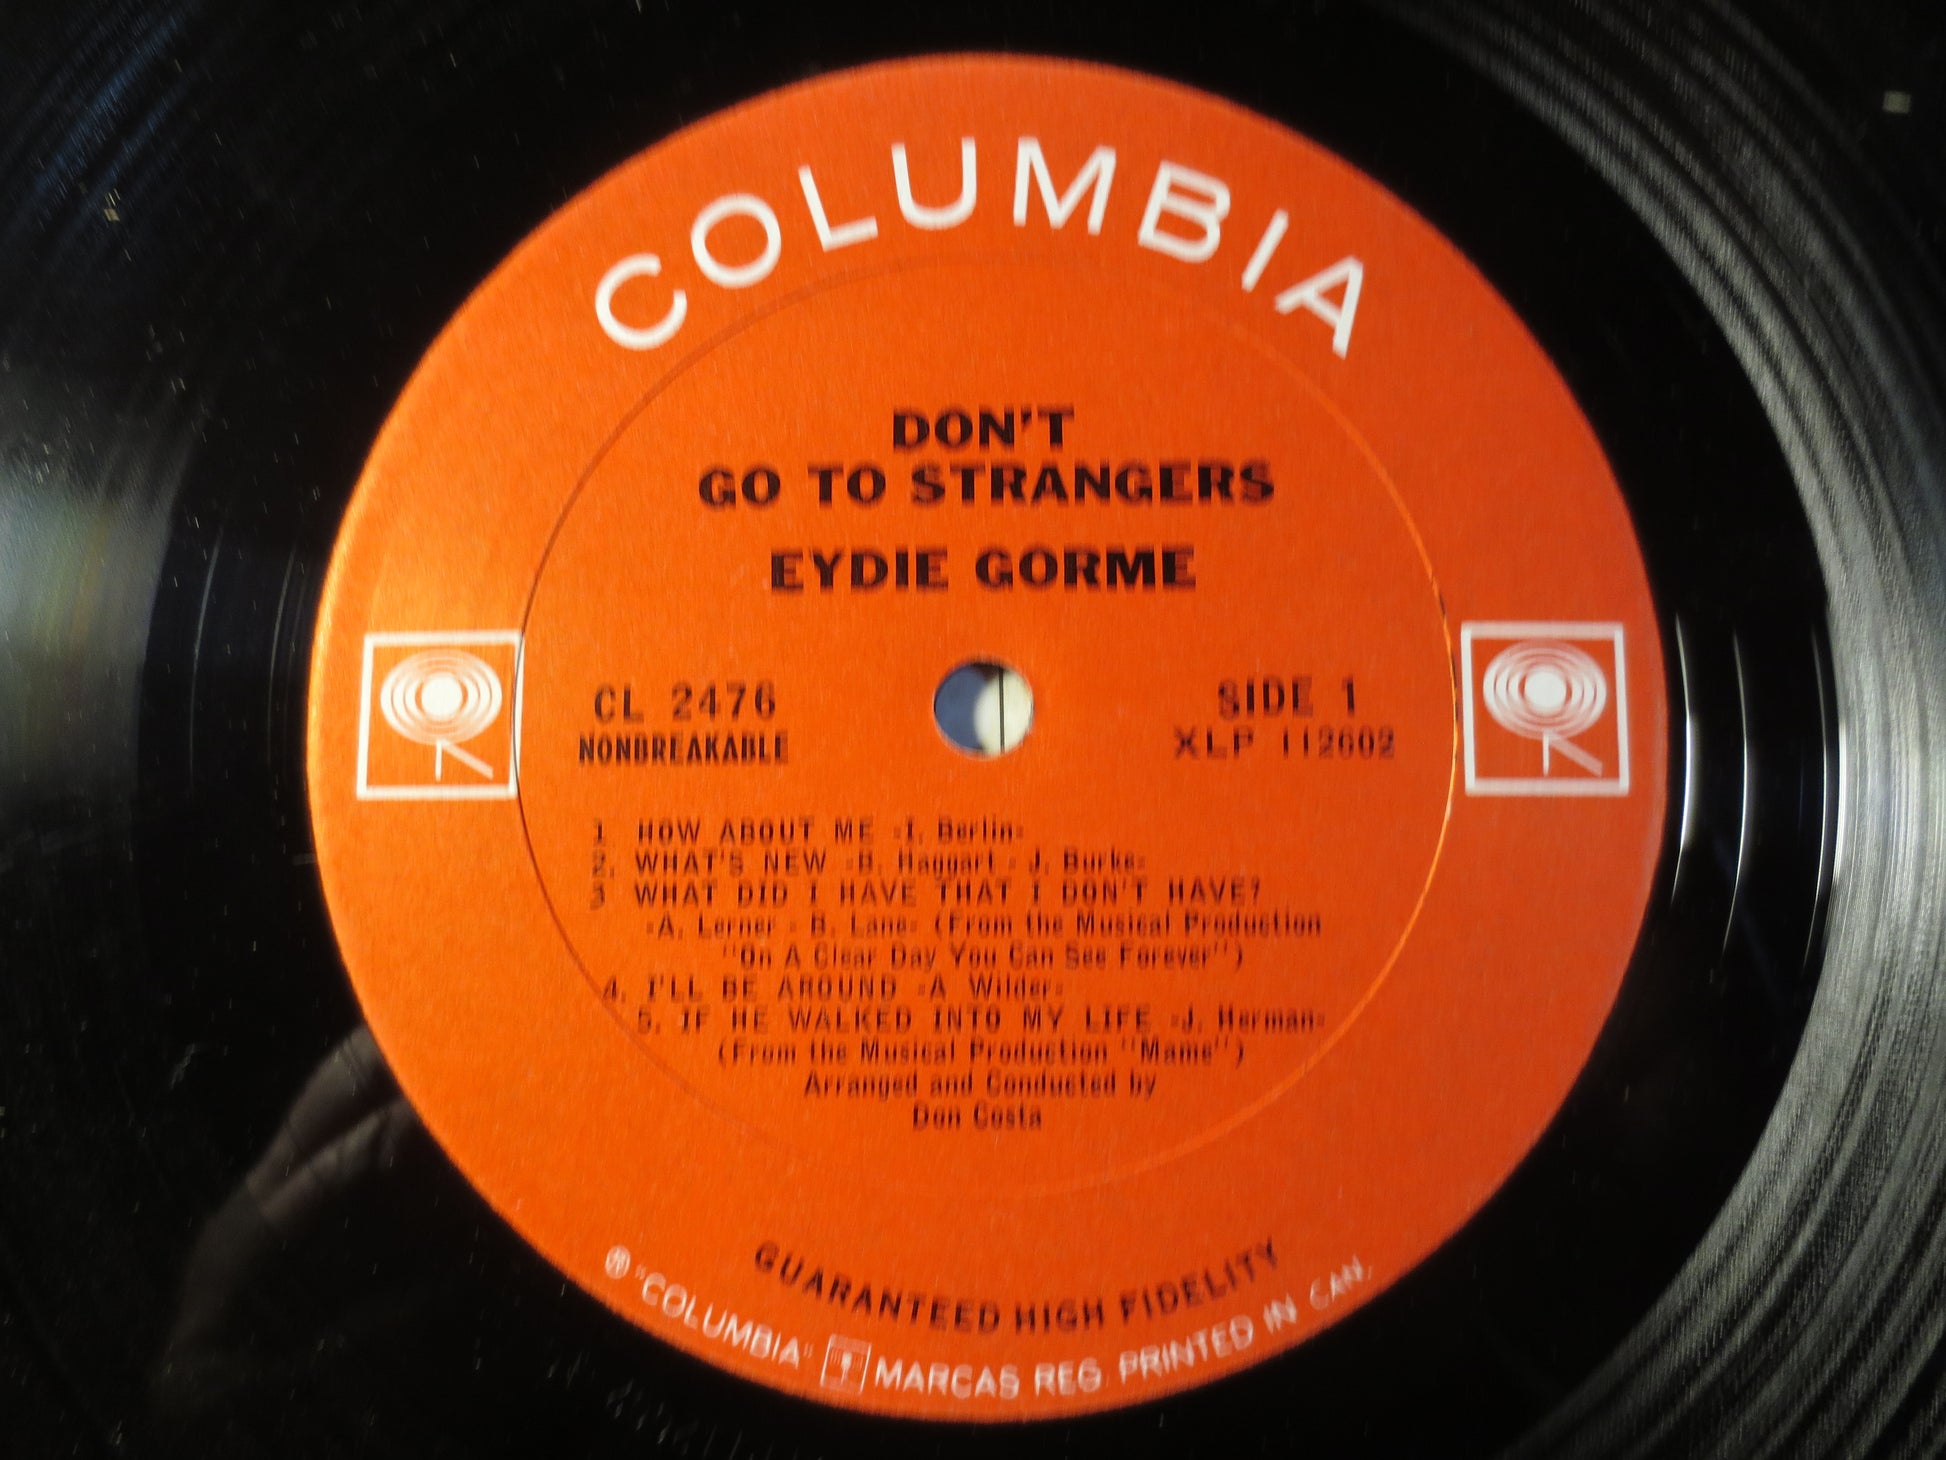 COLUMBIA
DON'T
GO TO STRANGERS
EYDIE GORME
CL 2476
NONBREAKABLE
SIDE 1
XLP 112602
1 HOW ABOUT ME -I. Berlin-
2. WHAT'S NEW -B. Haggart - J. Burke-
3 WHAT DID I HAVE THAT I DON'T HAVE?
-A. Lerner - B. Lane- (From the Musical Production
"On A Clear Day You Can See Forever")
4. I'LL BE AROUND -A Wilder-
5. IF HE WALKED INTO MY LIFE -J. Herman-
(From the Musical Production "Mame")
Arranged and Conducted by
Don Costa
GUARANTEED HIGH FIDELITY
® "COLUMBIA" MARCAS REG. PRINTED IN CAN.